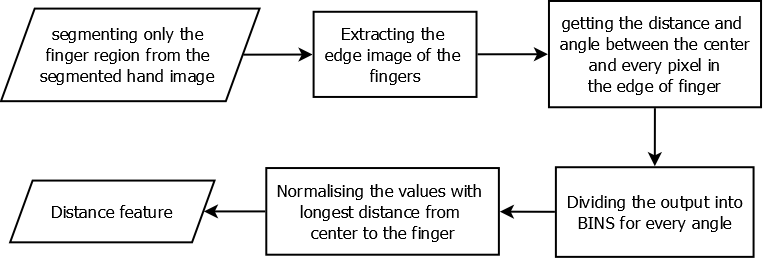 segmenting only the
finger region from the
segmented hand image
Extracting the
edge image of the
fingers
getting the distance and
angle between the center
and every pixel in
the edge of finger
Dividing the output into
BINS for every angle
Normalising the values with
longest distance from
center to the finger
Distance feature